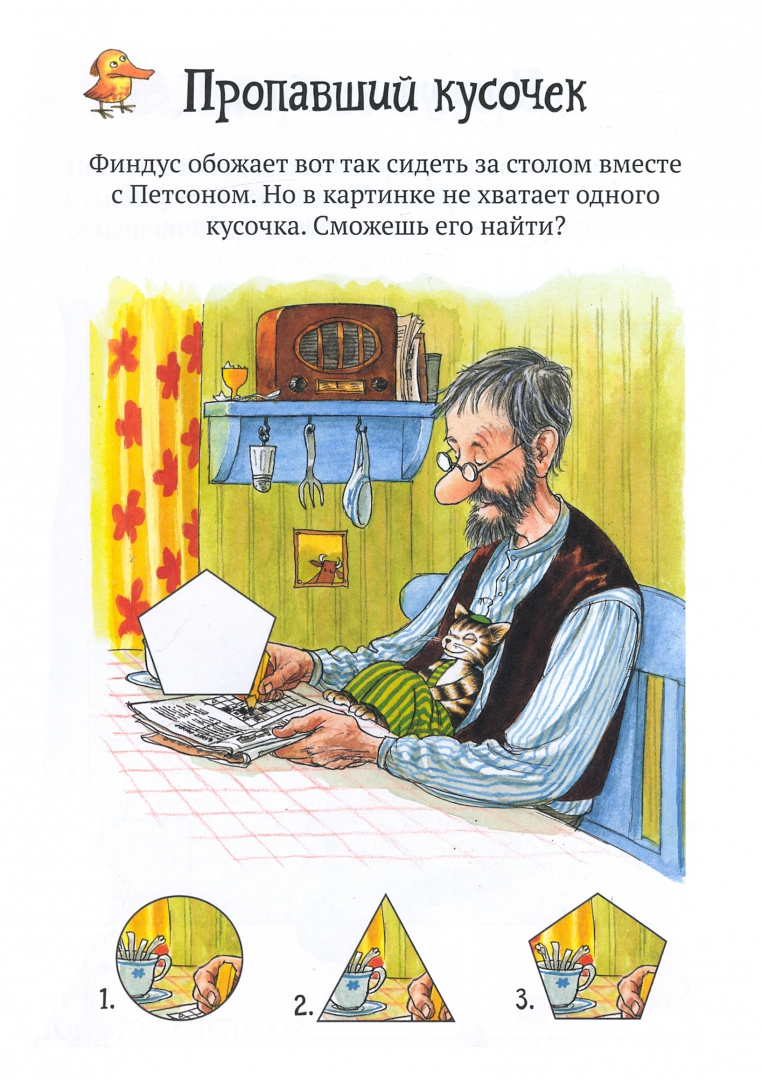 Пропавший кусочек
Финдус обожает вот так сидеть за столом вместе
с Петсоном. Но в картинке не хватает одного
кусочка. Сможешь его найти?
1.
2.
3.